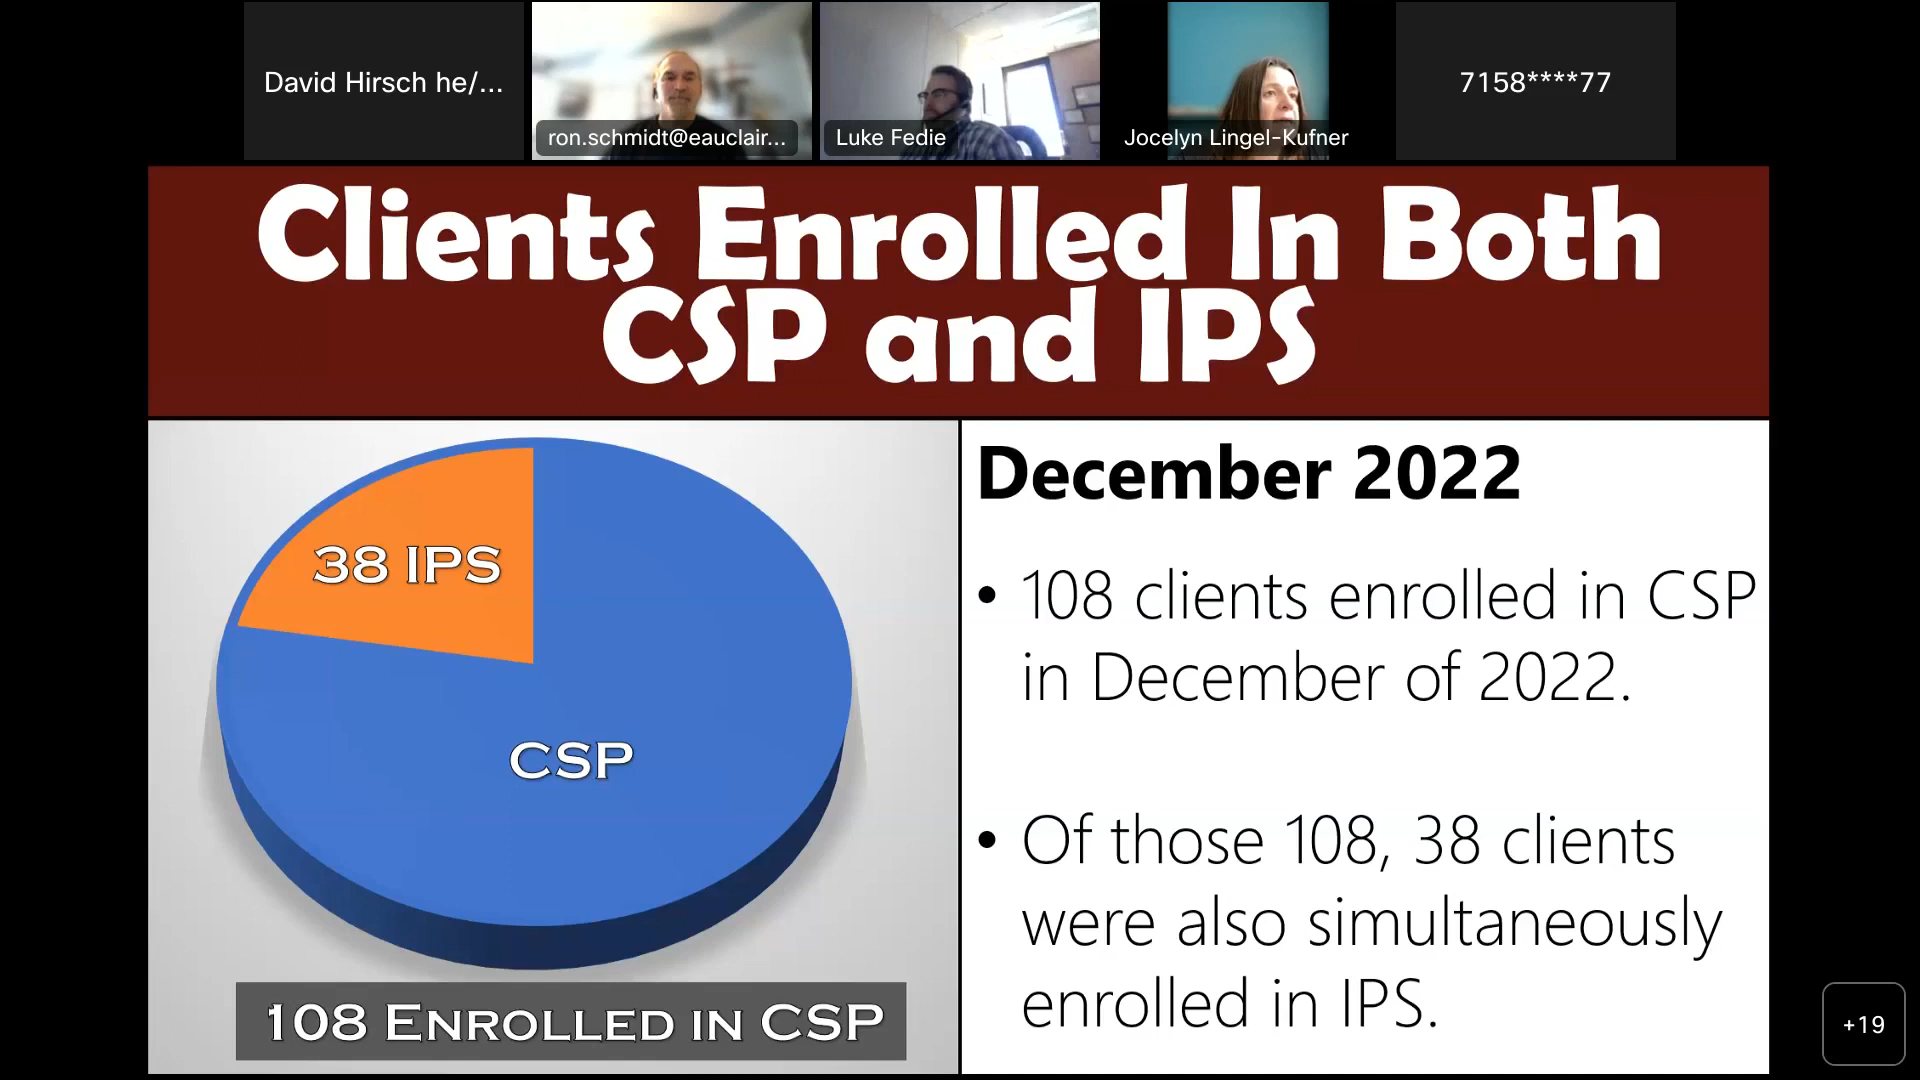 David Hirsch he/...
ron.schmidt@eauclair...
Luke Fedie
Jocelyn Lingel-Kufner
7158****77
Clients Enrolled In Both
CSP and IPS
38 IPS
CSP
108 ENROLLED IN CSP
December 2022
• 108 clients enrolled in CSP
in December of 2022.
• Of those 108, 38 clients
were also simultaneously
enrolled in IPS.
+19